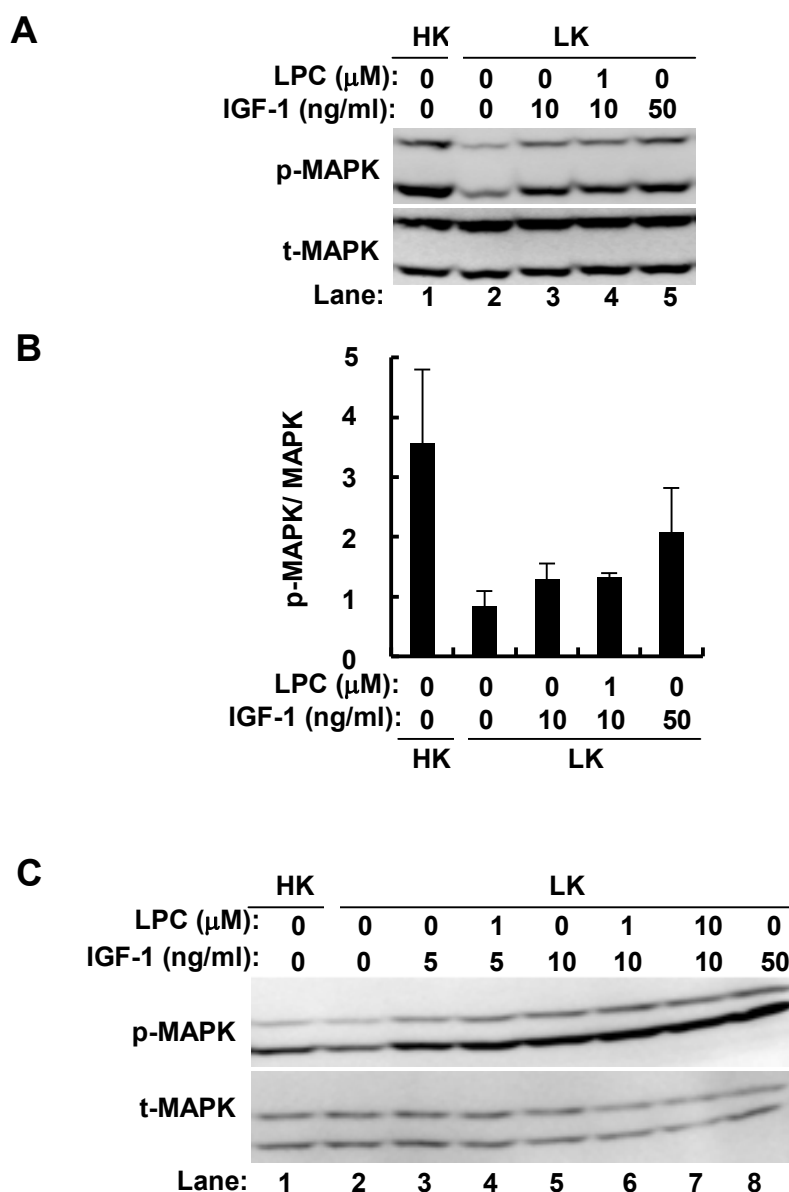 A
HK LK
LPC (μM): 0 0 0 1 0
IGF-1 (ng/ml): 0 0 10 10 50
p-MAPK
t-MAPK
Lane: 1 2 3 4 5
B
p-MAPK/ MAPK
5
4
3
2
1
0
LPC (μM): 0 0 0 1 0
IGF-1 (ng/ml): 0 0 10 10 50
HK LK
C
HK LK
LPC (μM): 0 0 0 1 0 1 10 0
IGF-1 (ng/ml): 0 0 5 5 10 10 10 50
p-MAPK
t-MAPK
Lane: 1 2 3 4 5 6 7 8